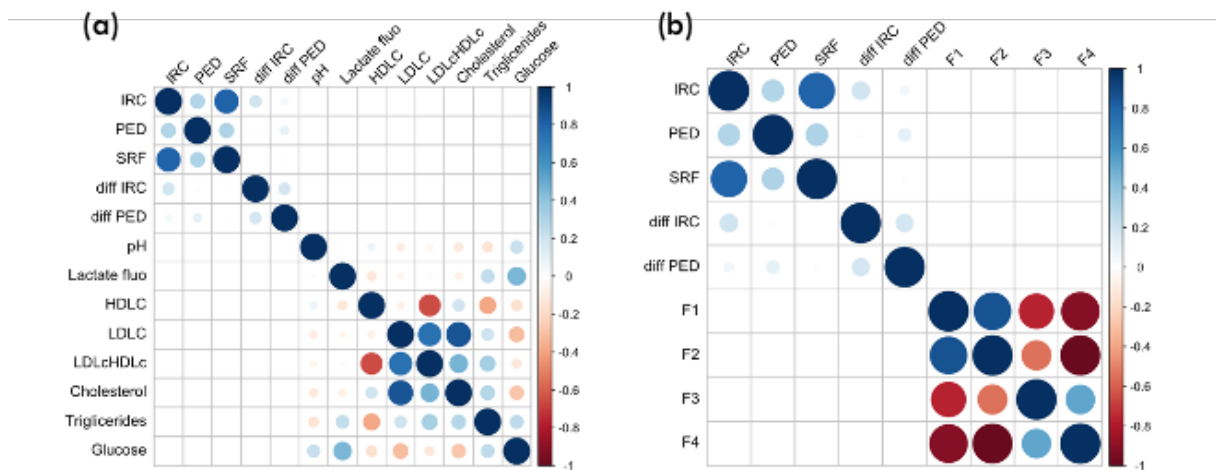 (a)
IRC PED SRF diff IRC diff PED pH Lactate fluo HDLC LDLC LDLcHDLc Cholesterol Triglicerides Glucose
IRC
PED
SRF
diff IRC
diff PED
pH
Lactate fluo
HDLC
LDLC
LDLcHDLc
Cholesterol
Triglicerides
Glucose
1
0.8
0.6
0.4
0.2
0
-0.2
-0.4
-0.6
-0.8
-1
(b)
IRC PED SRF diff IRC diff PED F1 F2 F3 F4
IRC
PED
SRF
diff IRC
diff PED
F1
F2
F3
F4
1
0.8
0.6
0.4
0.2
0
-0.2
-0.4
-0.6
-0.8
-1